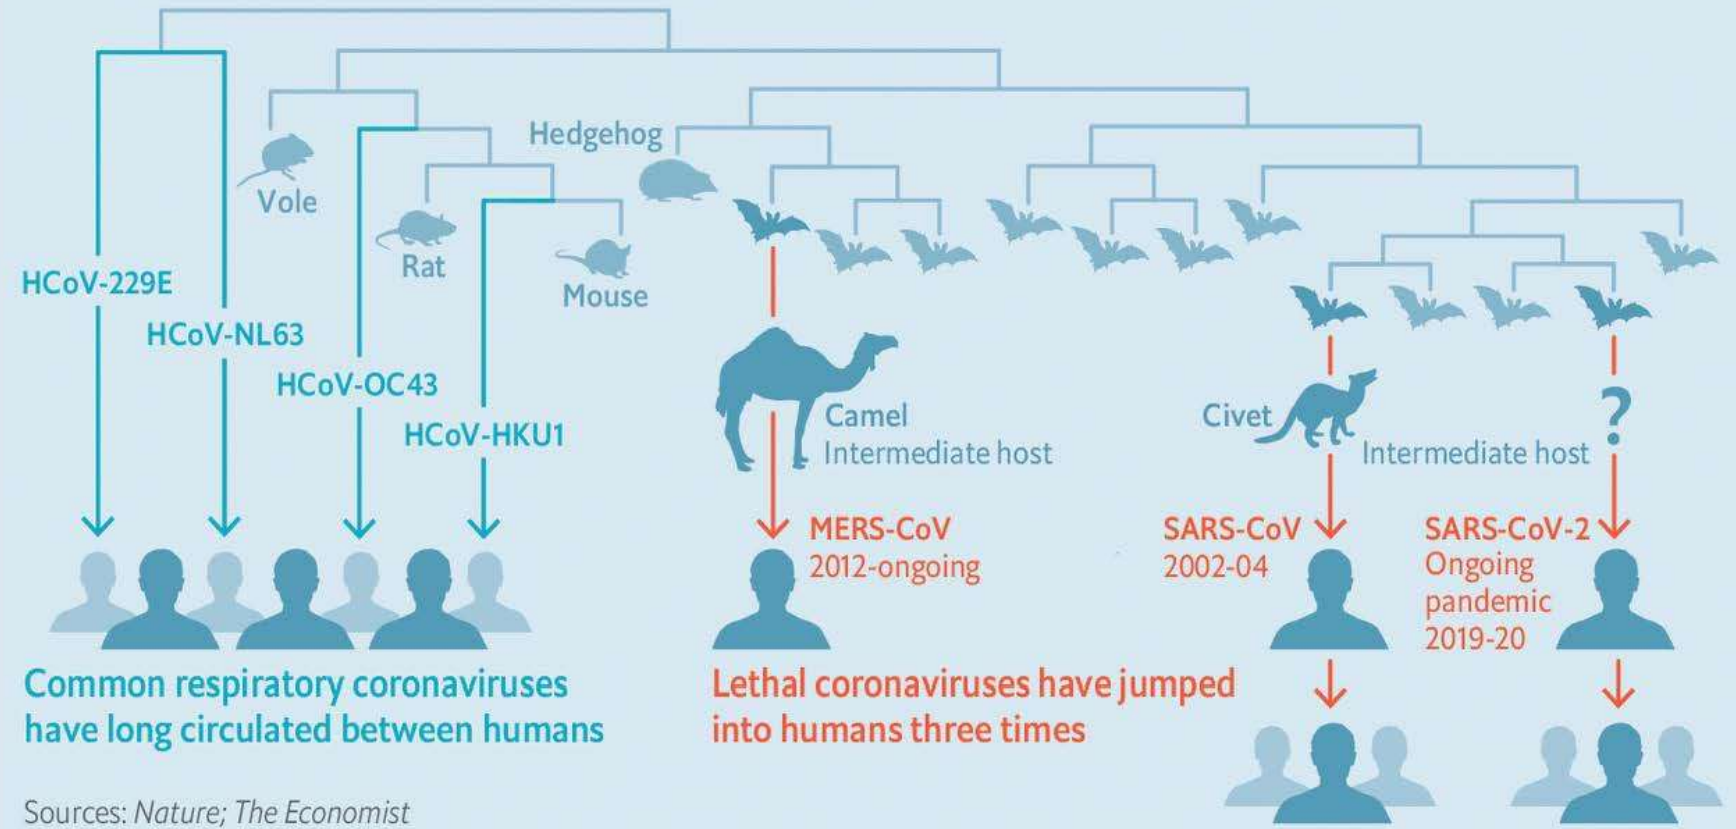 Hedgehog
Vole
Rat
Mouse
HCoV-229E
HCoV-NL63
HCoV-OC43
HCoV-HKU1
Camel
Intermediate host
Civet
?
Intermediate host
MERS-CoV
2012-ongoing
SARS-CoV
2002-04
SARS-CoV-2
Ongoing
pandemic
2019-20
Common respiratory coronaviruses
have long circulated between humans
Lethal coronaviruses have jumped
into humans three times
Sources: Nature; The Economist